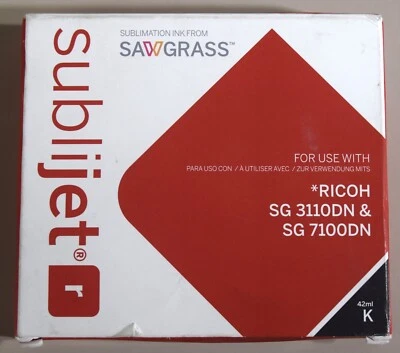 sublijet® r
SUBLIMATION INK FROM
SAWGRASS™
FOR USE WITH
PARA USO CON / À UTILISER AVEC / ZUR VERWENDUNG MITS
*RICOH
SG 3110DN &
SG 7100DN
42ml
K